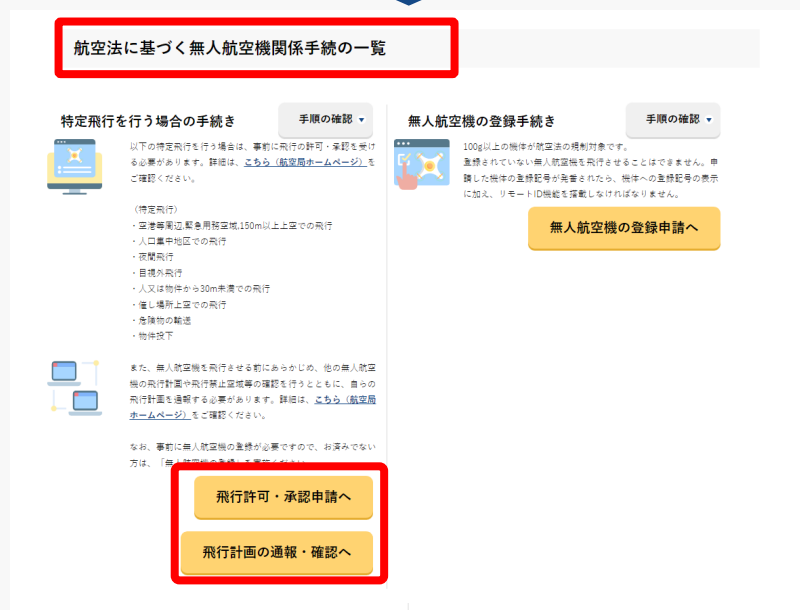 航空法に基づく無人航空機関係手続の一覧
特定飛行を行う場合の手続き
手順の確認
以下の特定飛行を行う場合は、事前に飛行の許可・承認を受け
る必要があります。詳細は、こちら（航空局ホームページ）を
ご確認ください。
（特定飛行）
・空港等周辺,緊急用務空域,150m以上上空での飛行
・人口集中地区での飛行
・夜間飛行
・目視外飛行
・人又は物件から30m未満での飛行
・催し場所上空での飛行
・危険物の輸送
・物件投下
また、無人航空機を飛行させる前にあらかじめ、他の無人航空
機の飛行計画や飛行禁止空域等の確認を行うとともに、自らの
飛行計画を通報する必要があります。詳細は、こちら（航空局
ホームページ）をご確認ください。
なお、事前に無人航空機の登録が必要ですので、お済みでない
方は、「無人航空機の登録」を実施ください。
飛行許可・承認申請へ
飛行計画の通報・確認へ
無人航空機の登録手続き
手順の確認
100g以上の機体が航空法の規制対象です。
登録されていない無人航空機を飛行させることはできません。申
請した機体の登録記号が発着されたら、機体への登録記号の表示
に加え、リモートID機能を搭載しなければなりません。
無人航空機の登録申請へ